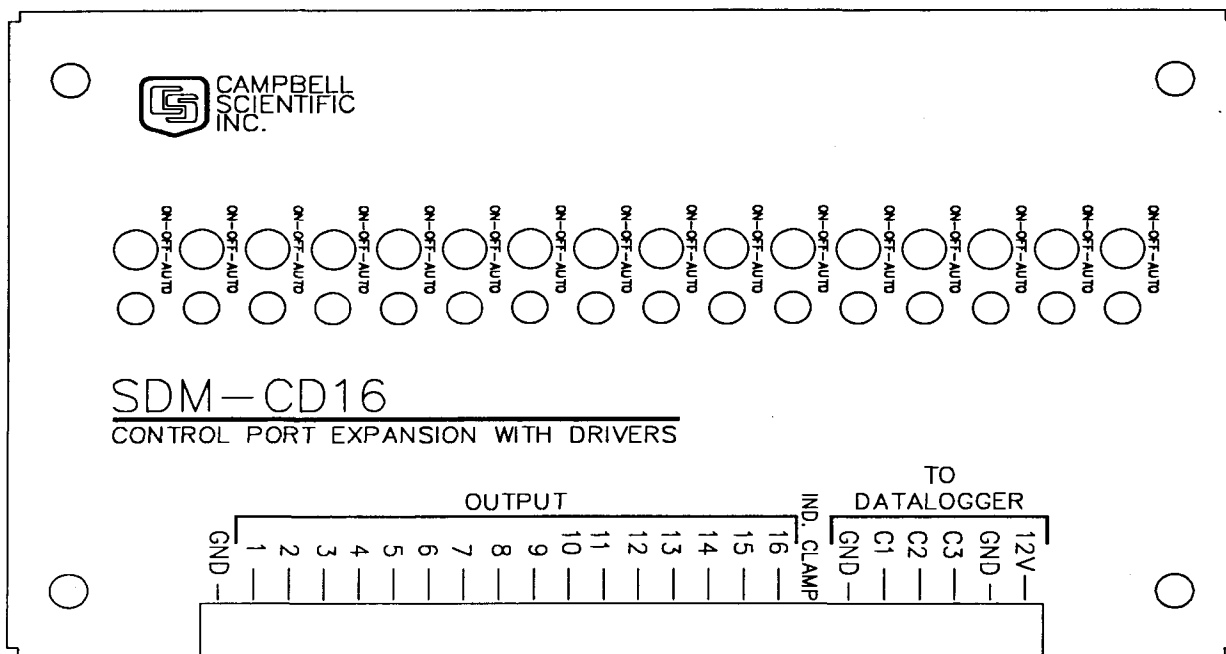 CAMPBELL
SCIENTIFIC
INC.
ON-OFF-AUTO ON-OFF-AUTO ON-OFF-AUTO ON-OFF-AUTO ON-OFF-AUTO ON-OFF-AUTO ON-OFF-AUTO ON-OFF-AUTO ON-OFF-AUTO ON-OFF-AUTO ON-OFF-AUTO ON-OFF-AUTO ON-OFF-AUTO ON-OFF-AUTO ON-OFF-AUTO ON-OFF-AUTO
SDM-CD16
CONTROL PORT EXPANSION WITH DRIVERS
OUTPUT
TO
DATALOGGER
GND 1 2 3 4 5 6 7 8 9 10 11 12 13 14 15 16 IND. CLAMP GND C1 C2 C3 GND 12V